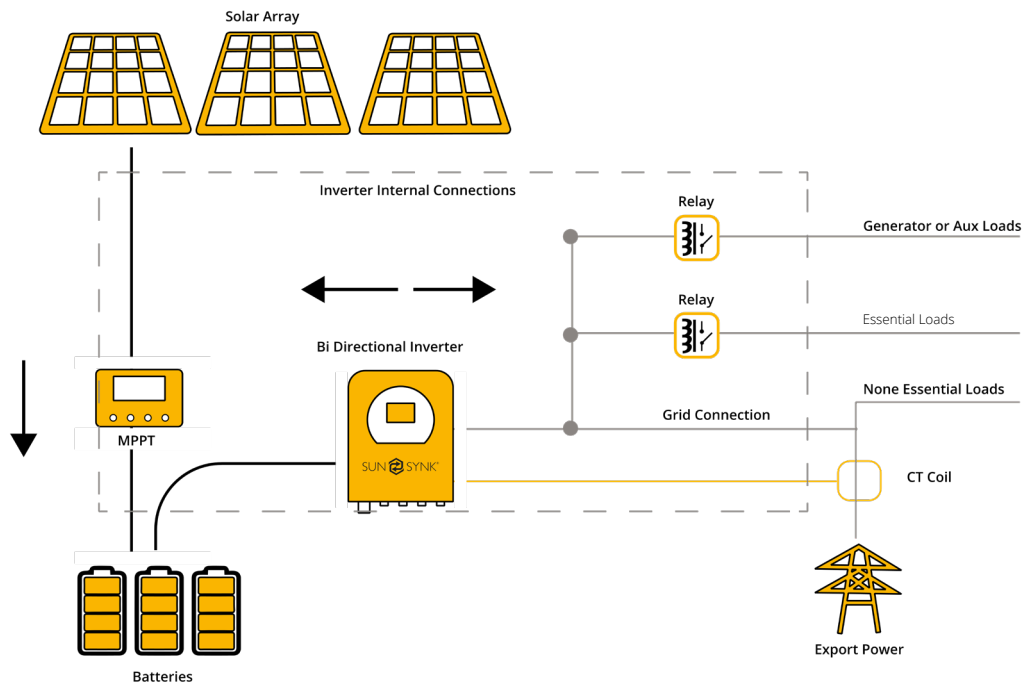 Solar Array
Inverter Internal Connections
Relay
Generator or Aux Loads
Relay
Essential Loads
Bi Directional Inverter
None Essential Loads
Grid Connection
MPPT
SUN SYNK
CT Coil
Export Power
Batteries